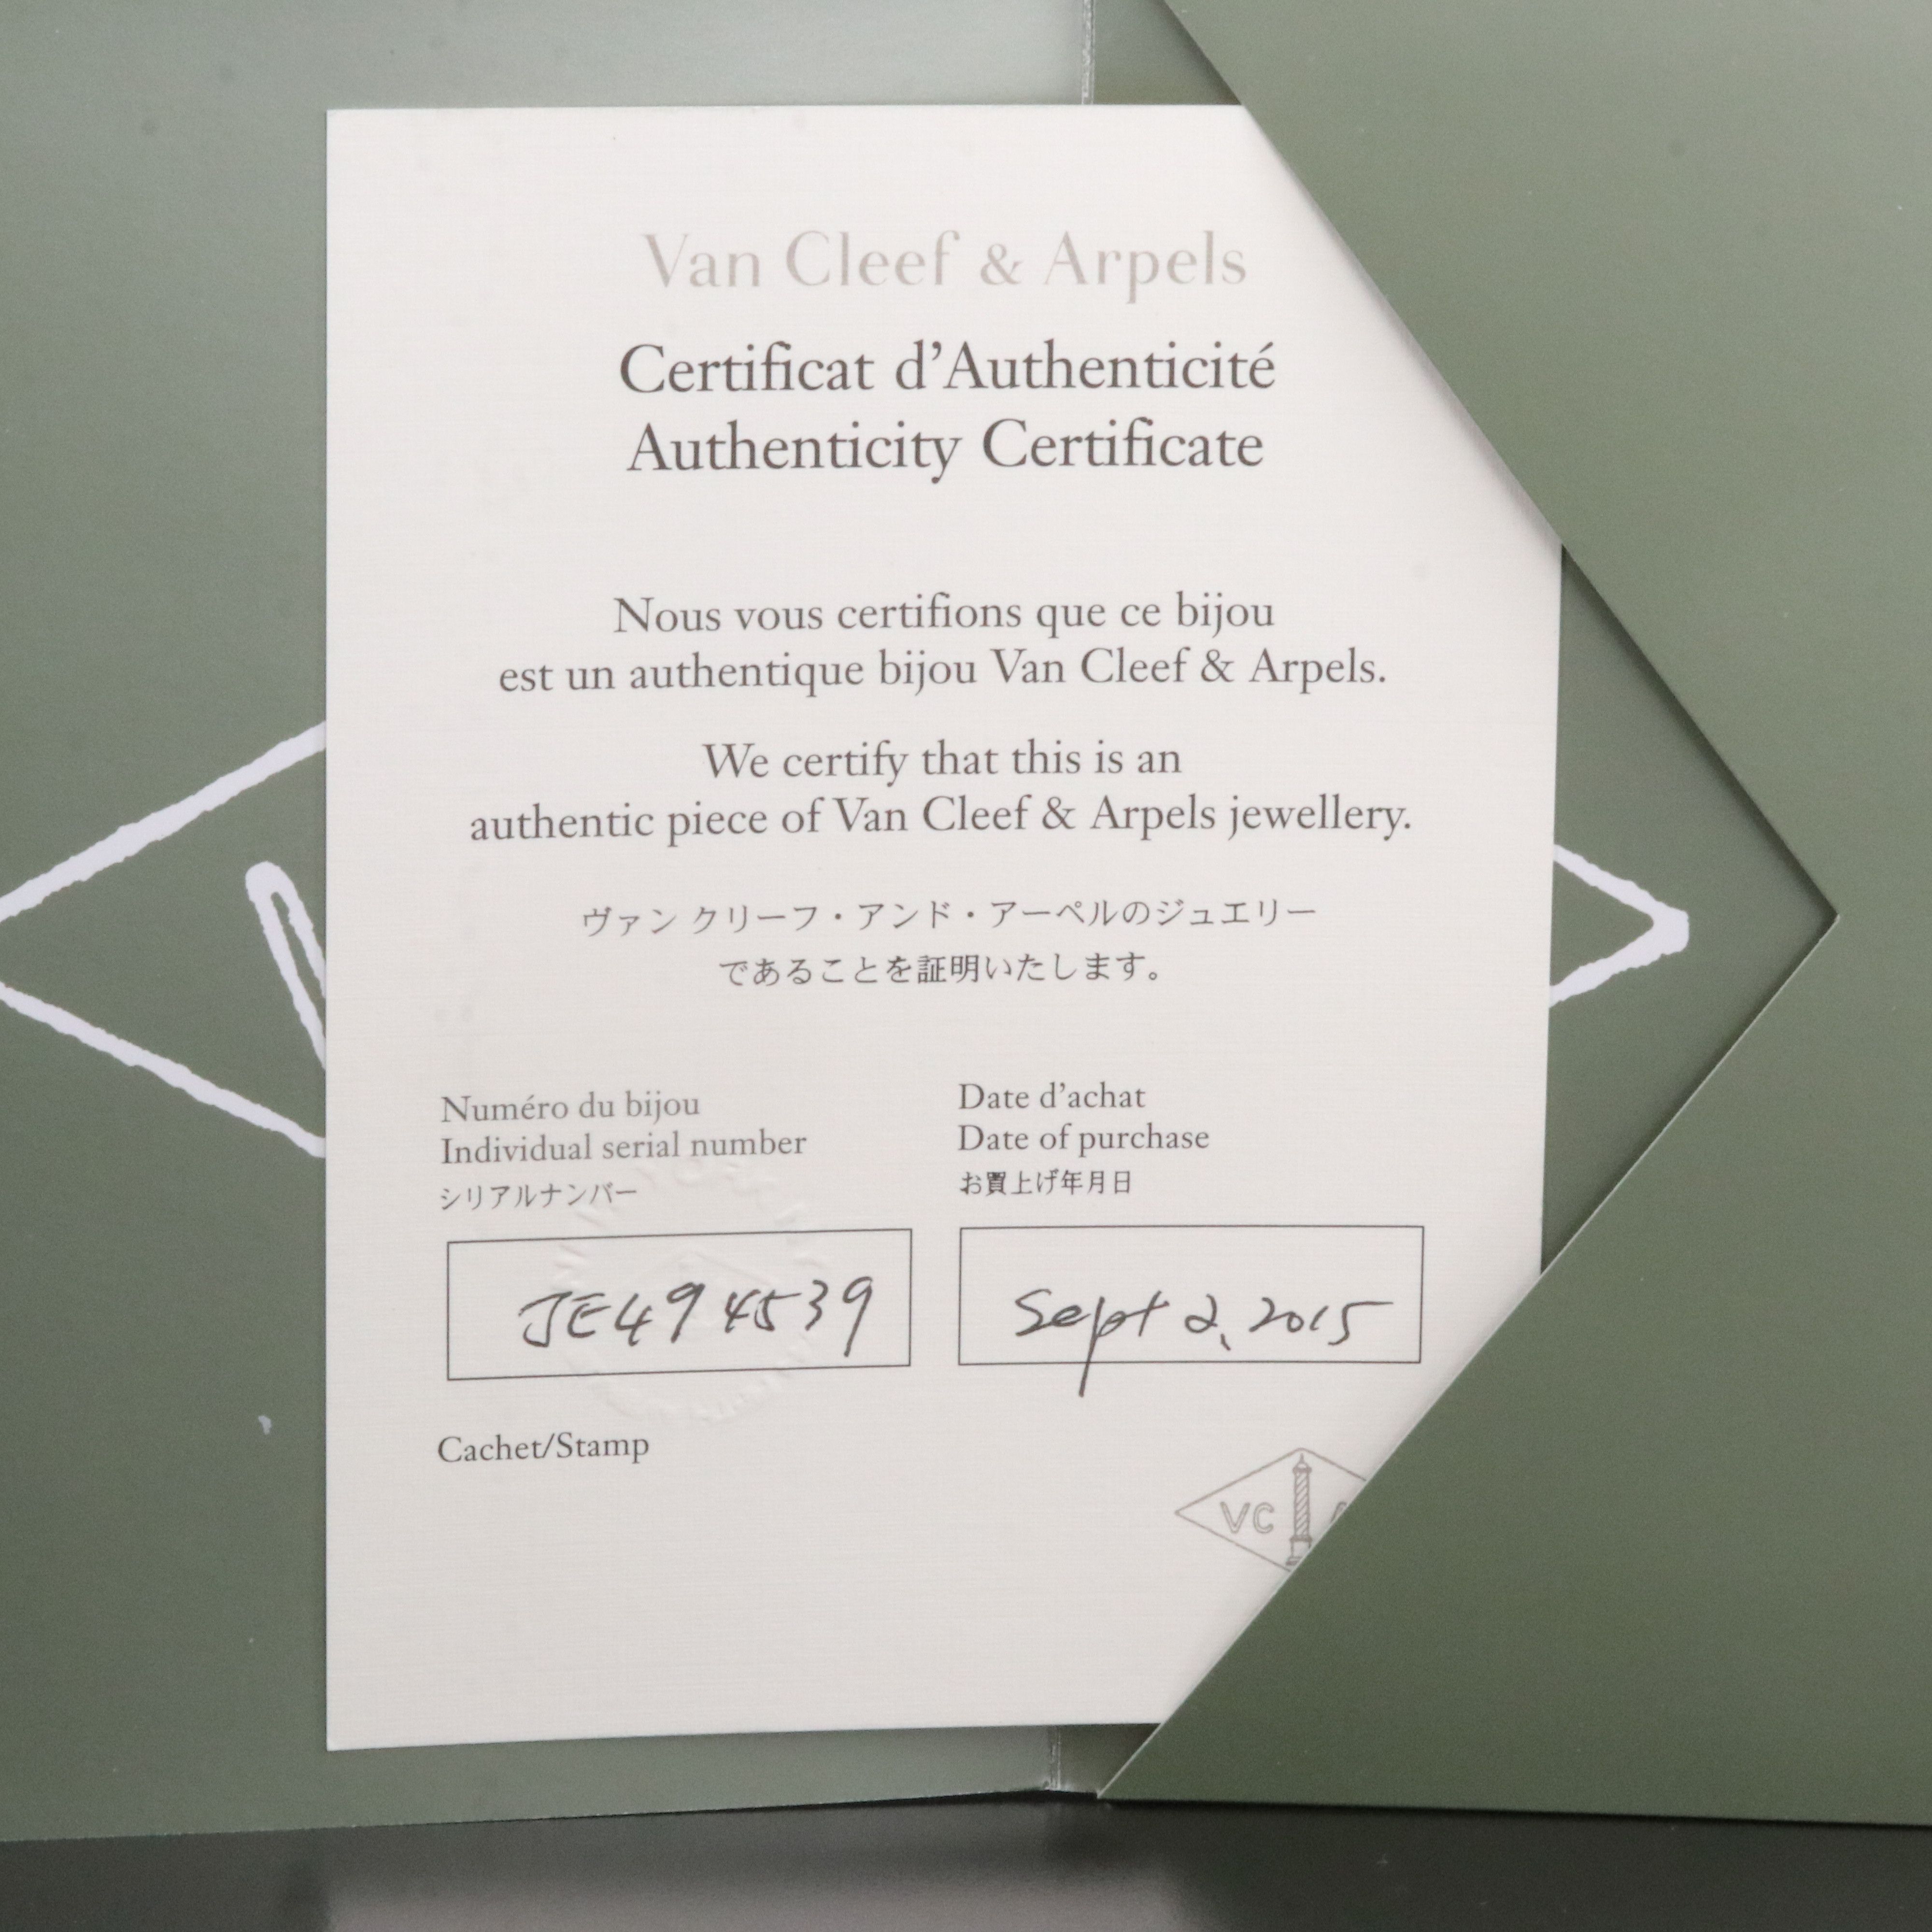 Van Cleef & Arpels
Certificat d'Authenticité
Authenticity Certificate
Nous vous certifions que ce bijou
est un authentique bijou Van Cleef & Arpels.
We certify that this is an
authentic piece of Van Cleef & Arpels jewellery.
ヴァン クリーフ・アンド・アーペルのジュエリー
であることを証明いたします。
Numéro du bijou
Individual serial number
シリアルナンバー
JE494539
Date d'achat
Date of purchase
お買上げ年月日
Sept 2, 2015
Cachet/Stamp
VC